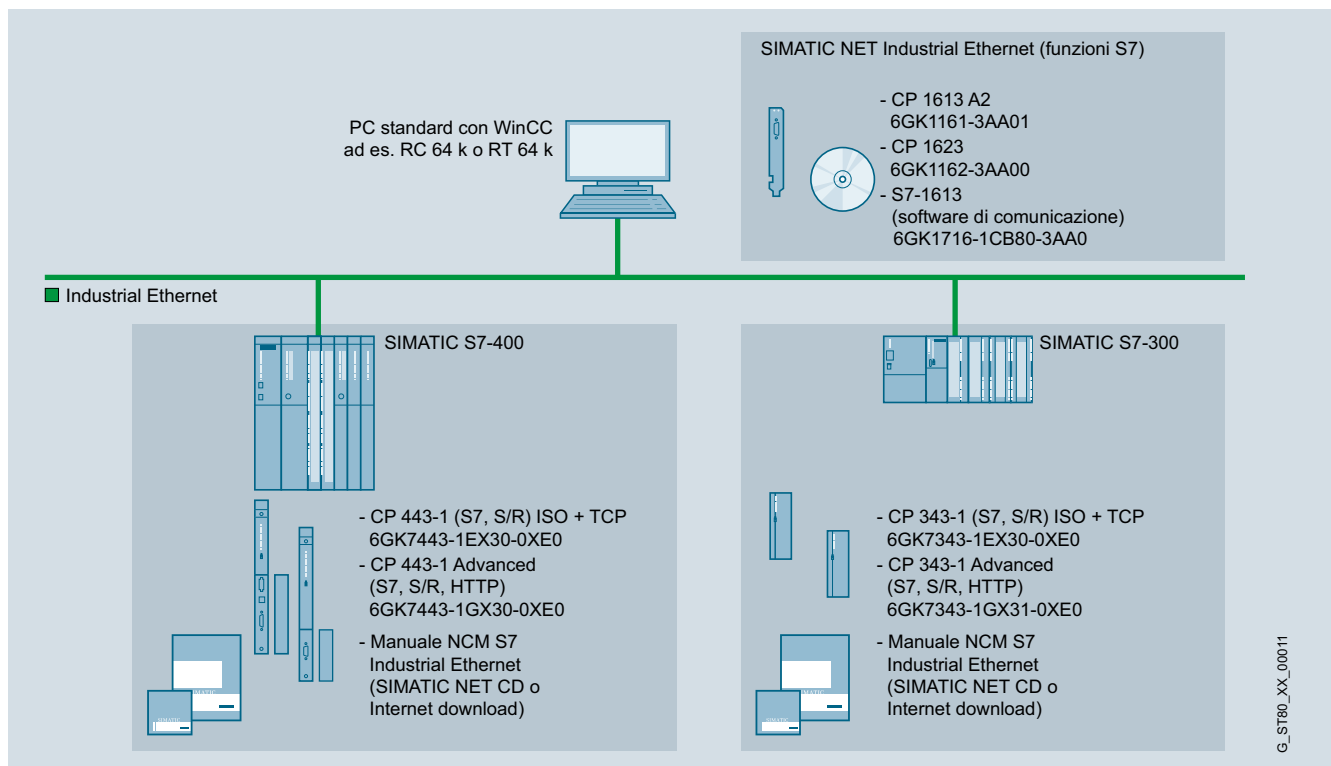 SIMATIC NET Industrial Ethernet (funzioni S7)
- CP 1613 A2
6GK1161-3AA01
- CP 1623
6GK1162-3AA00
- S7-1613
(software di comunicazione)
6GK1716-1CB80-3AA0
PC standard con WinCC
ad es. RC 64 k o RT 64 k
Industrial Ethernet
SIMATIC S7-400
- CP 443-1 (S7, S/R) ISO + TCP
6GK7443-1EX30-0XE0
- CP 443-1 Advanced
(S7, S/R, HTTP)
6GK7443-1GX30-0XE0
- Manuale NCM S7
Industrial Ethernet
(SIMATIC NET CD o
Internet download)
SIMATIC
SIMATIC
SIMATIC S7-300
- CP 343-1 (S7, S/R) ISO + TCP
6GK7343-1EX30-0XE0
- CP 343-1 Advanced
(S7, S/R, HTTP)
6GK7343-1GX31-0XE0
- Manuale NCM S7
Industrial Ethernet
(SIMATIC NET CD o
Internet download)
SIMATIC
SIMATIC
G_ST80_XX_00011